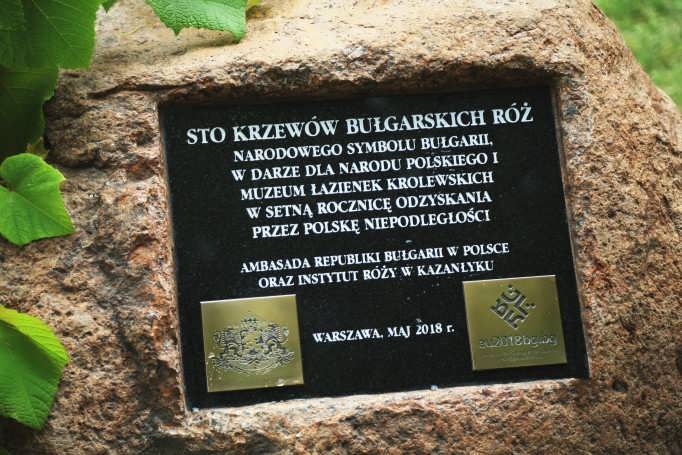 STO KRZEWÓW BUŁGARSKICH RÓŻ
NARODOWEGO SYMBOLU BUŁGARII,
W DARZE DLA NARODU POLSKIEGO I
MUZEUM ŁAZIENEK KROLEWSKICH
W SETNĄ ROCZNICĘ ODZYSKANIA
PRZEZ POLSKĘ NIEPODLEGŁOŚCI
AMBASADA REPUBLIKI BUŁGARII W POLSCE
ORAZ INSTYTUT RÓŻY W KAZANŁYKU
WARSZAWA, MAJ 2018 r.
eu2018bg.bg